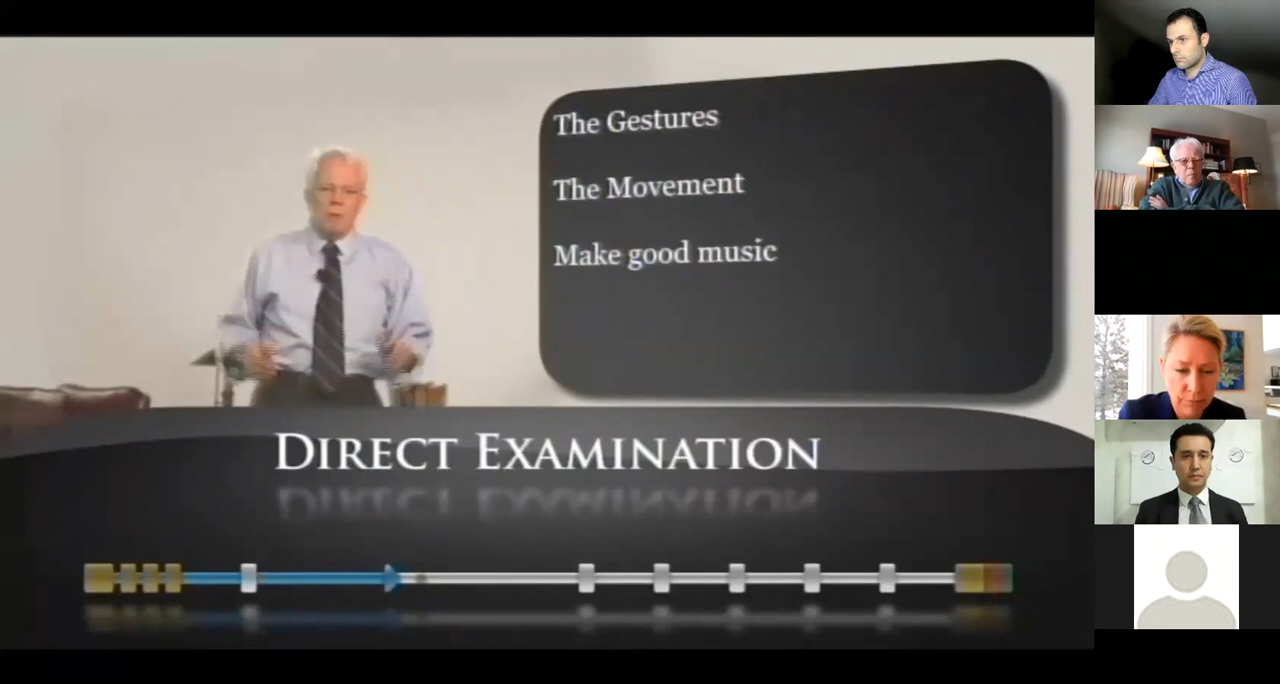 The Gestures
The Movement
Make good music
DIRECT EXAMINATION